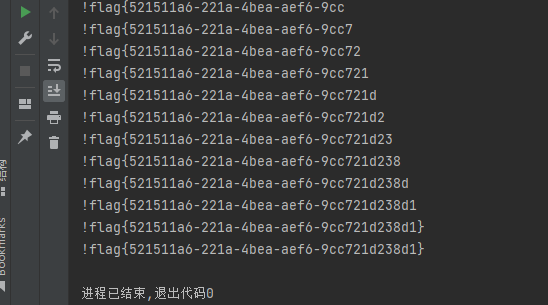 !flag{521511a6-221a-4bea-aef6-9cc
!flag{521511a6-221a-4bea-aef6-9cc7
!flag{521511a6-221a-4bea-aef6-9cc72
!flag{521511a6-221a-4bea-aef6-9cc721
!flag{521511a6-221a-4bea-aef6-9cc721d
!flag{521511a6-221a-4bea-aef6-9cc721d2
!flag{521511a6-221a-4bea-aef6-9cc721d23
!flag{521511a6-221a-4bea-aef6-9cc721d238
!flag{521511a6-221a-4bea-aef6-9cc721d238d
!flag{521511a6-221a-4bea-aef6-9cc721d238d1
!flag{521511a6-221a-4bea-aef6-9cc721d238d1}
!flag{521511a6-221a-4bea-aef6-9cc721d238d1}
进程已结束,退出代码0
结构
Bookmarks